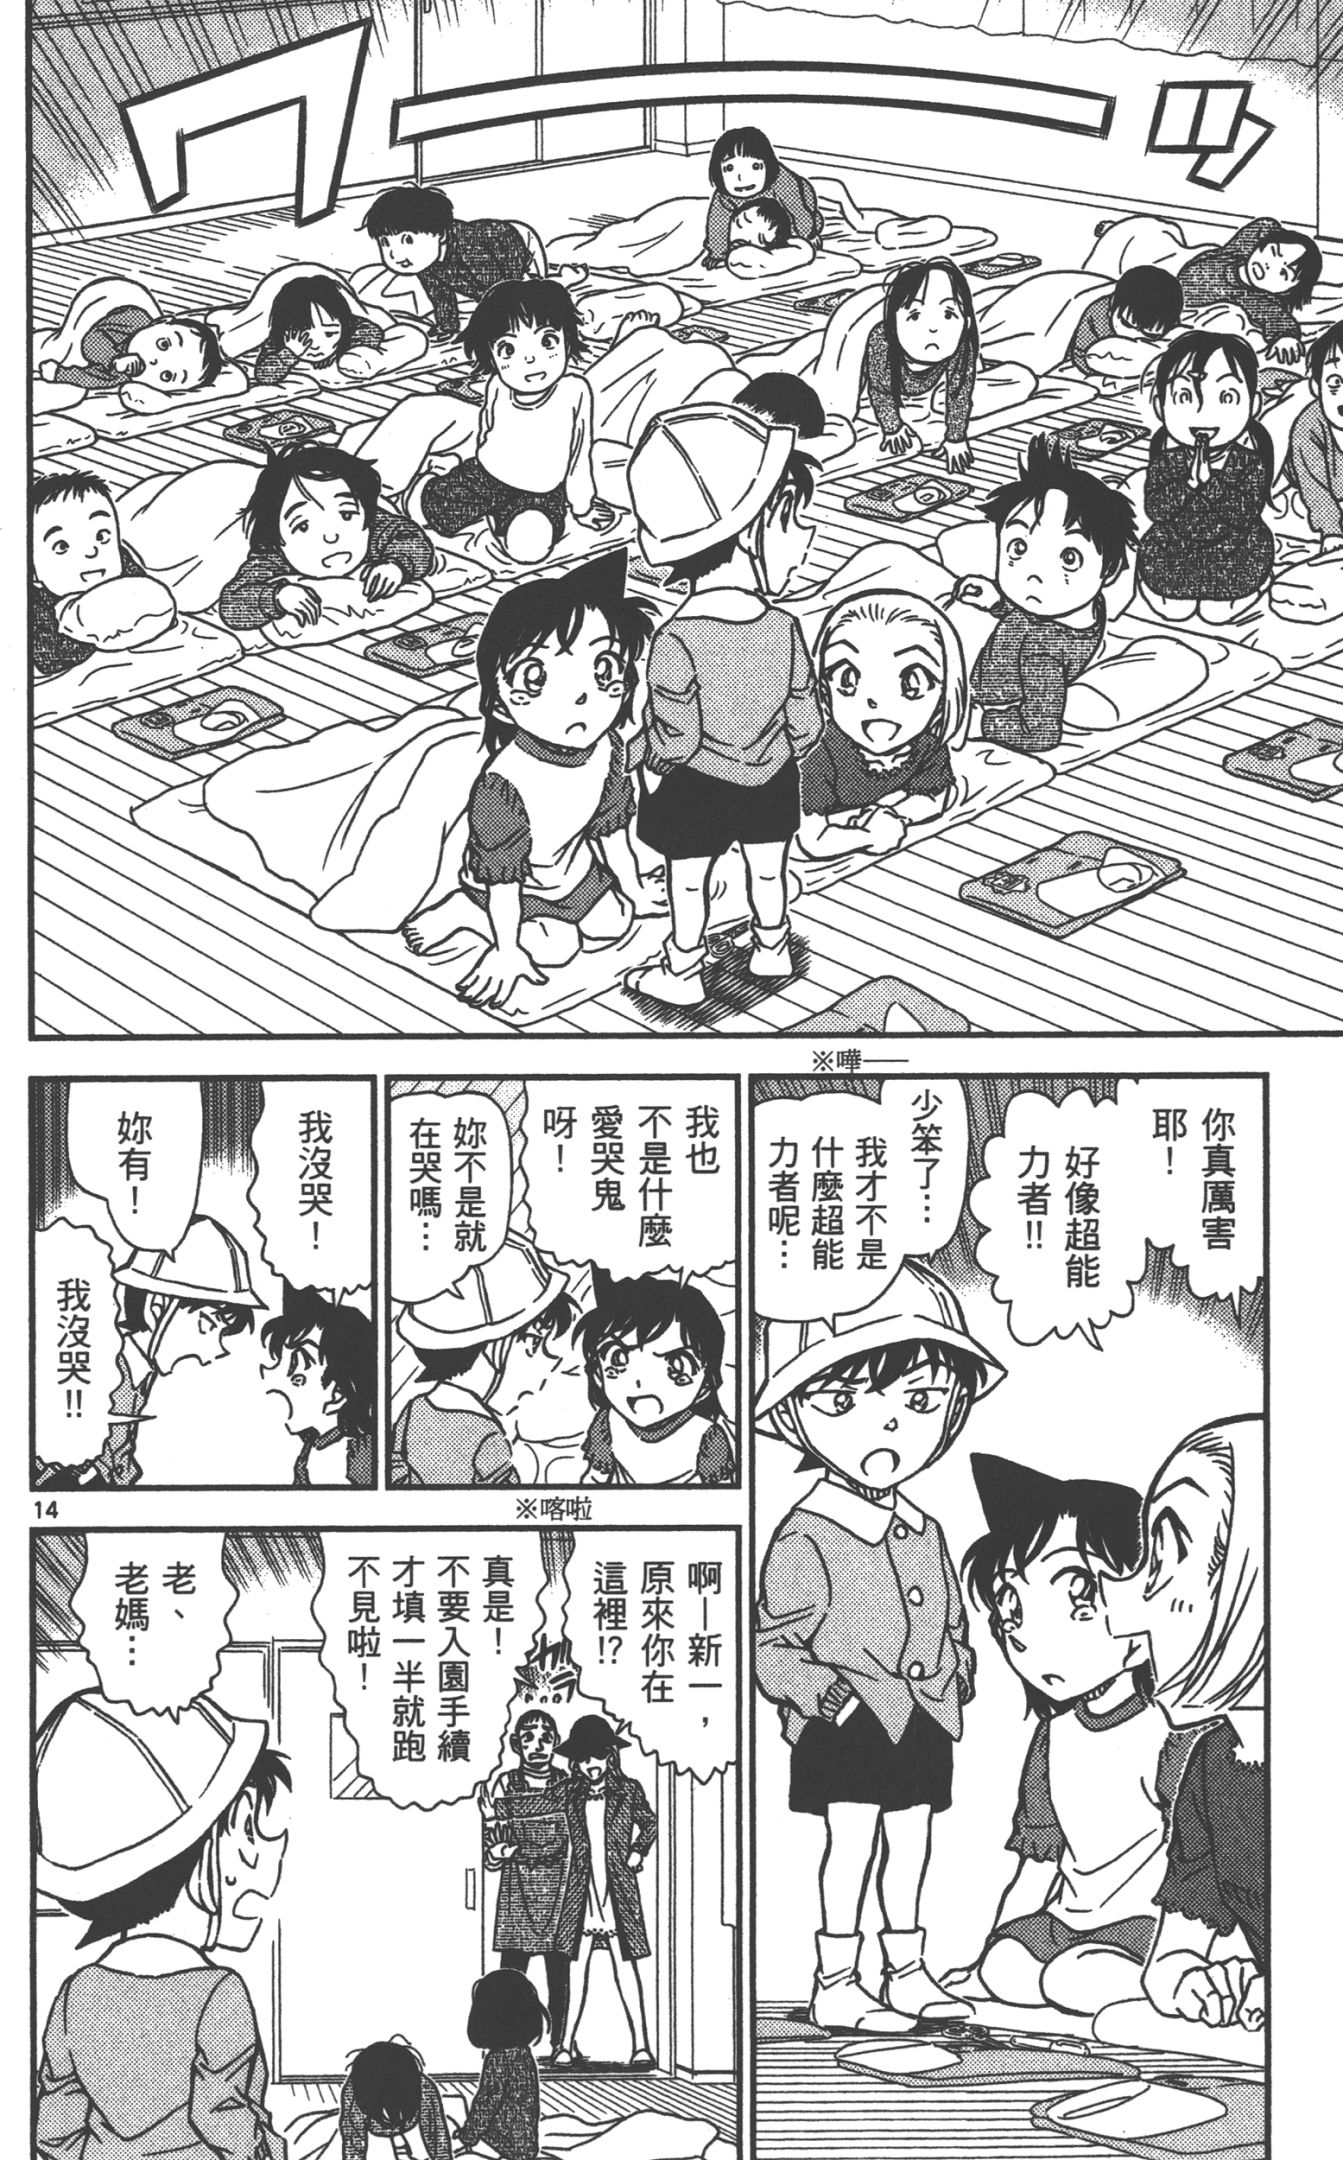 ワーッ
※嘩——
你真厲害
耶！
好像超能
力者!!
少笨了…
我才不是
什麼超能
力者呢…
我也
不是什麼
愛哭鬼
呀！
妳不是就
在哭嗎…
我沒哭！
妳有！
我沒哭!!
14
※喀啦
啊—新一，
原來你在
這裡!?
真是！
不要入園手續
才填一半就跑
不見啦！
老、
老媽…